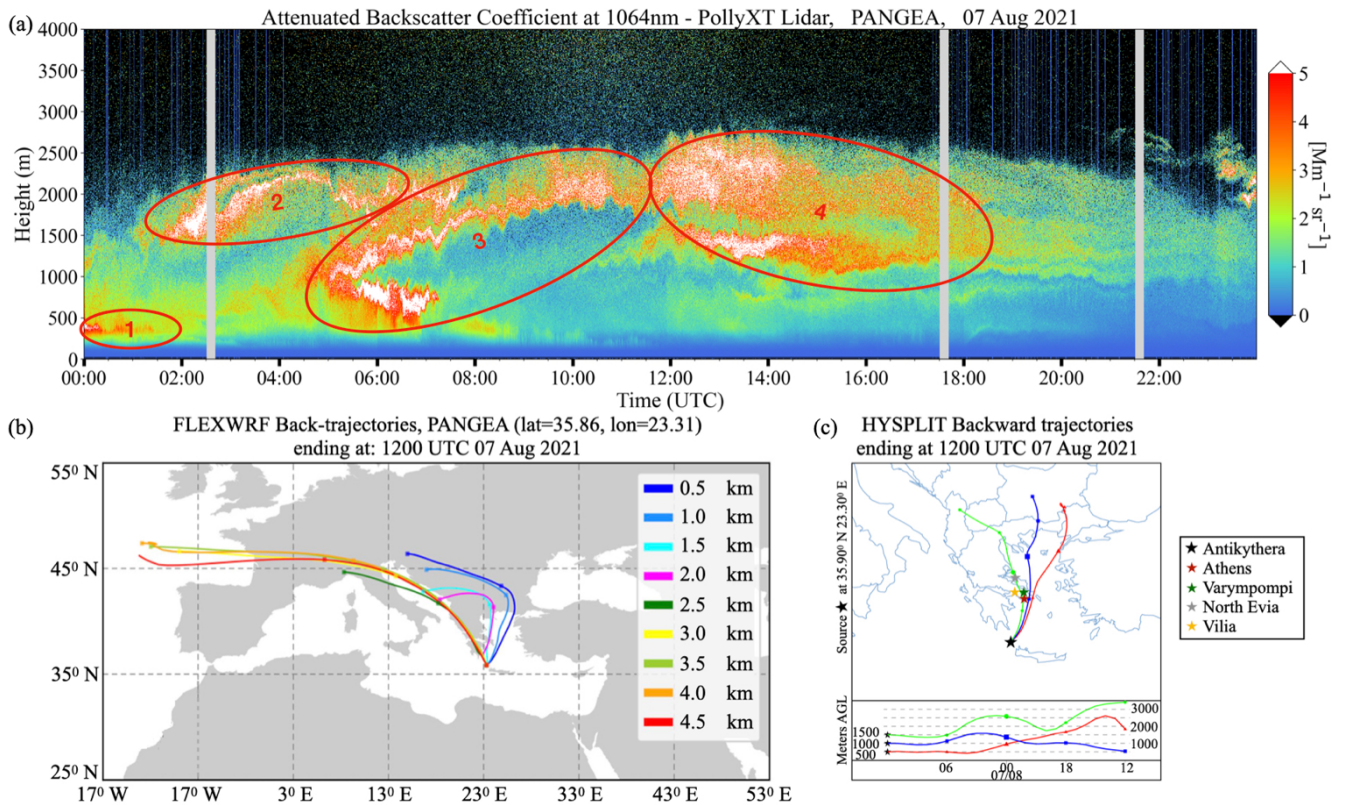 (a)
Attenuated Backscatter Coefficient at 1064nm - PollyXT Lidar, PANGEA, 07 Aug 2021
4000
3500
3000
2500
2000
1500
1000
500
0
Height (m)
1
2
3
4
00:00 02:00 04:00 06:00 08:00 10:00 12:00 14:00 16:00 18:00 20:00 22:00
Time (UTC)
5
4
3
2
1
0
[Mm⁻¹ sr⁻¹]
(b)
FLEXWRF Back-trajectories, PANGEA (lat=35.86, lon=23.31)
ending at: 1200 UTC 07 Aug 2021
55⁰ N
45⁰ N
35⁰ N
25⁰ N
17⁰ W 17⁰ W 3⁰ E 13⁰ E 23⁰ E 33⁰ E 43⁰ E 53⁰ E
0.5 km
1.0 km
1.5 km
2.0 km
2.5 km
3.0 km
3.5 km
4.0 km
4.5 km
(c)
HYSPLIT Backward trajectories
ending at 1200 UTC 07 Aug 2021
Source ★ at 35.90⁰ N 23.30⁰ E
Meters AGL
1500
1000
500
3000
2000
1000
06 00 18 12
07/08
Antikythera
Athens
Varympompi
North Evia
Vilia